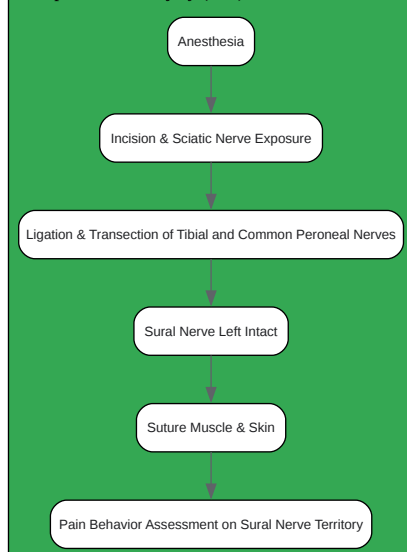 Anesthesia
Incision & Sciatic Nerve Exposure
Ligation & Transection of Tibial and Common Peroneal Nerves
Sural Nerve Left Intact
Suture Muscle & Skin
Pain Behavior Assessment on Sural Nerve Territory